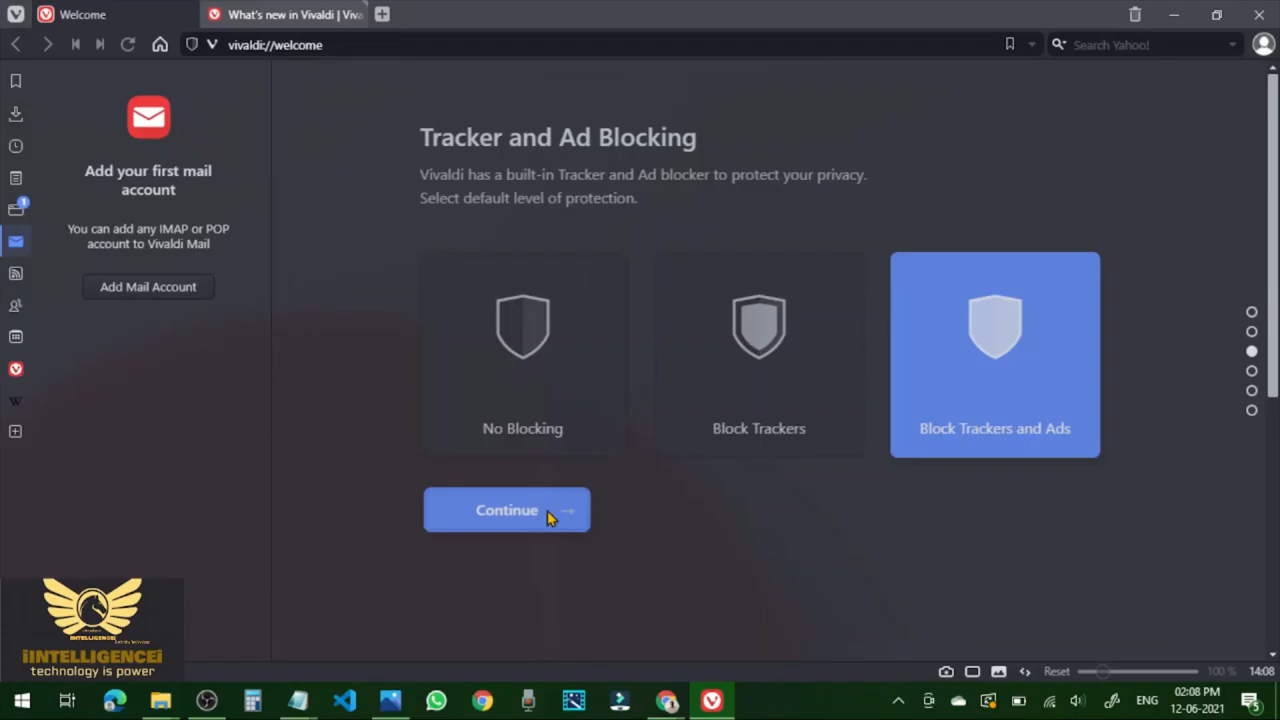 Welcome
What's new in Vivaldi | Viva
vivaldi://welcome
Search Yahoo!
Add your first mail
account
You can add any IMAP or POP
account to Vivaldi Mail
Add Mail Account
1
W
Tracker and Ad Blocking
Vivaldi has a built-in Tracker and Ad blocker to protect your privacy.
Select default level of protection.
No Blocking
Block Trackers
Block Trackers and Ads
Continue →
iINTELLIGENCEi
iINTELLIGENCEi
technology is power
Reset
100 %
14:08
ENG
02:08 PM
12-06-2021
5